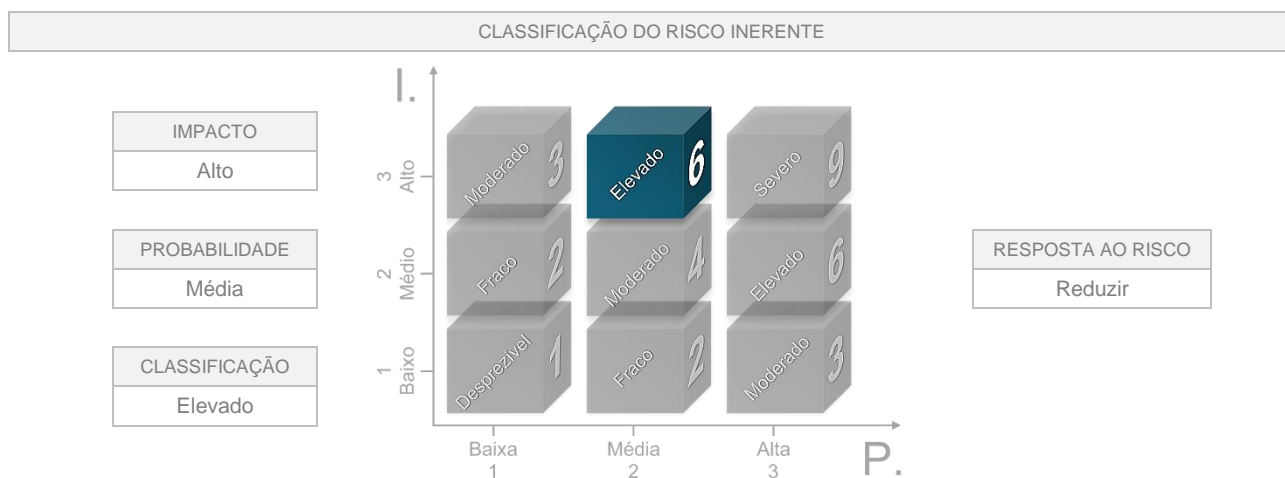 CLASSIFICAÇÃO DO RISCO INERENTE
IMPACTO
Alto
PROBABILIDADE
Média
CLASSIFICAÇÃO
Elevado
I.
3
Alto
2
Médio
1
Baixo
Moderado 3
Elevado 6
Severo 9
Fraco 2
Moderado 4
Elevado 6
Desprezível 1
Fraco 2
Moderado 3
Baixa
1
Média
2
Alta
3
P.
RESPOSTA AO RISCO
Reduzir